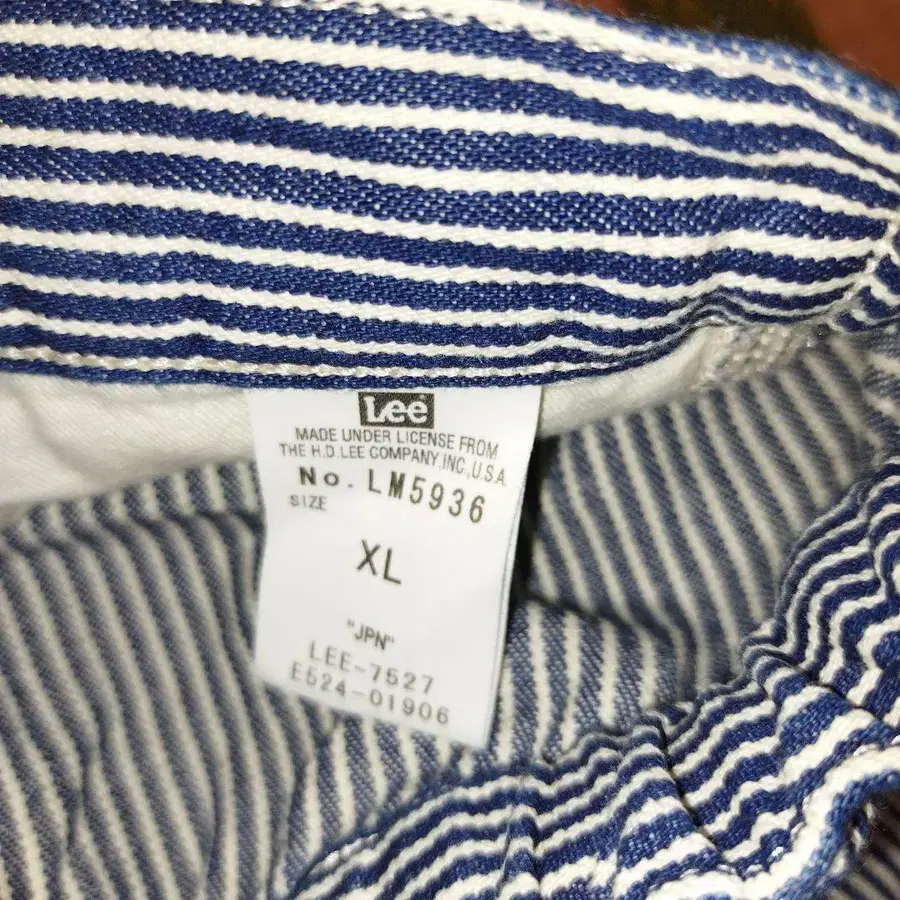 Lee
MADE UNDER LICENSE FROM
THE H.D.LEE COMPANY,INC.,U.S.A.
No. LM5936
SIZE
XL
"JPN"
LEE-7527
E524-01906